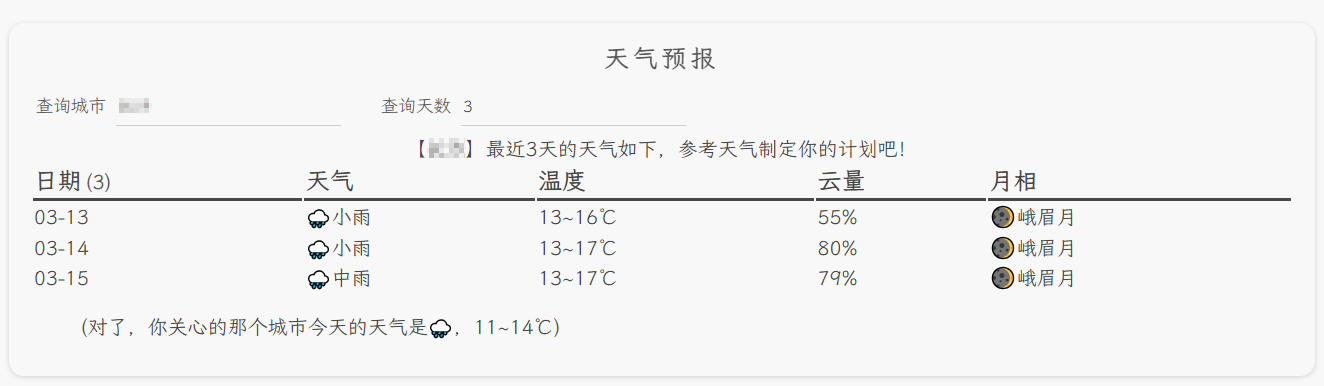 天气预报
查询城市 查询天数 3
【】最近3天的天气如下，参考天气制定你的计划吧！
日期 (3) 天气 温度 云量 月相
03-13 小雨 13~16℃ 55% 峨眉月
03-14 小雨 13~17℃ 80% 峨眉月
03-15 中雨 13~17℃ 79% 峨眉月
(对了，你关心的那个城市今天的天气是，11~14℃)